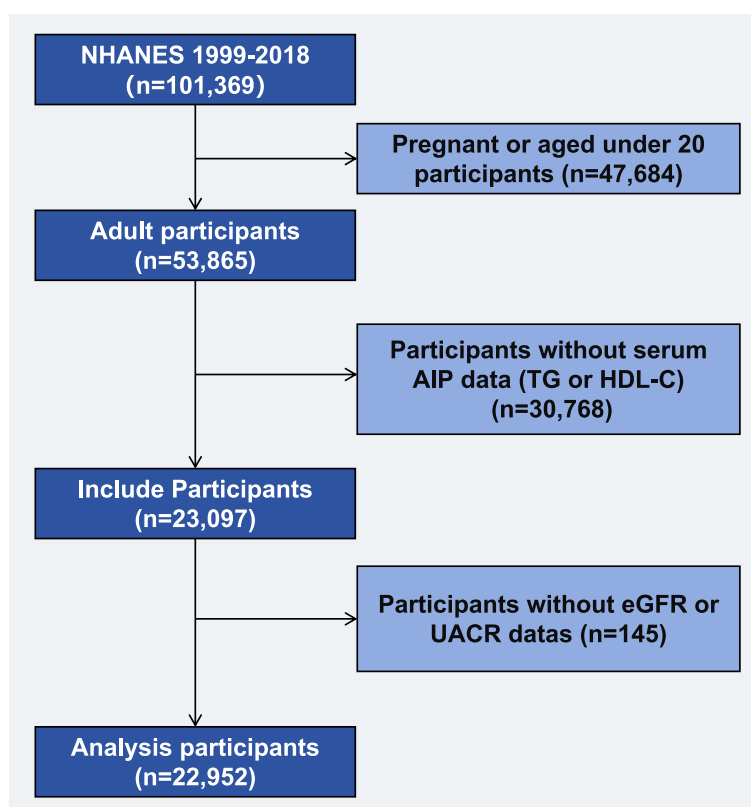 NHANES 1999-2018
(n=101,369)
Pregnant or aged under 20
participants (n=47,684)
Adult participants
(n=53,865)
Participants without serum
AIP data (TG or HDL-C)
(n=30,768)
Include Participants
(n=23,097)
Participants without eGFR or
UACR datas (n=145)
Analysis participants
(n=22,952)